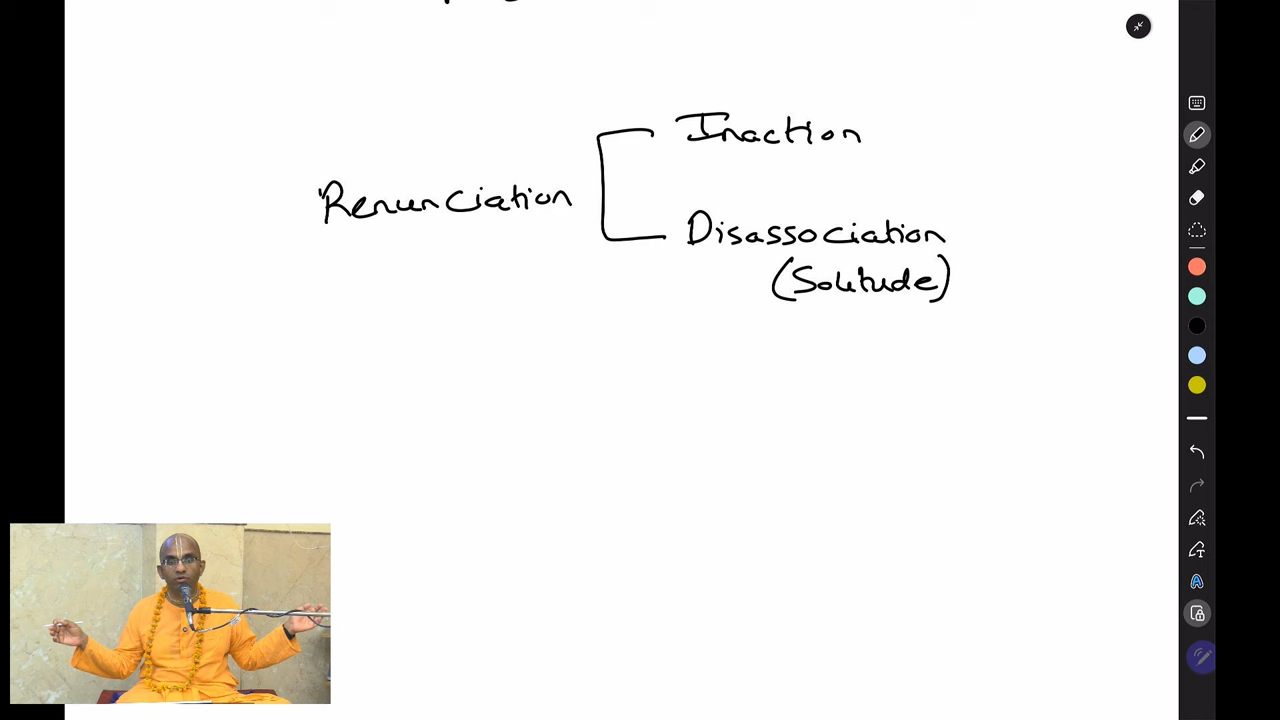 Inaction
Renunciation
Disassociation
(Solitude)